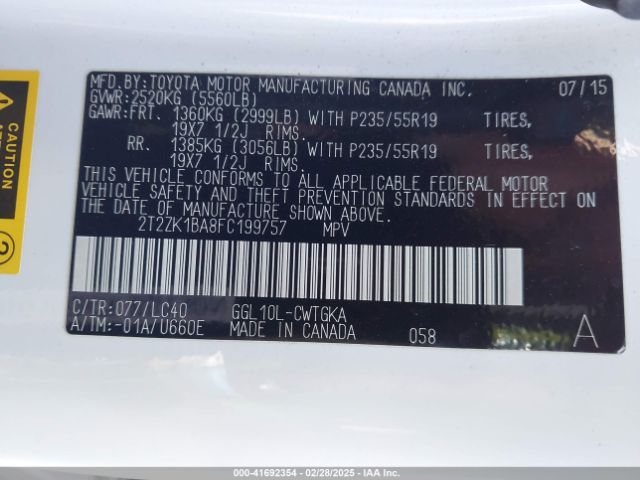 MFD.BY:TOYOTA MOTOR MANUFACTURING CANADA INC. 07/15
GVWR:2520KG (5560LB)
GAWR:FRT. 1360KG (2999LB) WITH P235/55R19 TIRES,
19X7 1/2J RIMS.
RR. 1385KG (3056LB) WITH P235/55R19 TIRES,
19X7 1/2J RIMS.
THIS VEHICLE CONFORMS TO ALL APPLICABLE FEDERAL MOTOR
VEHICLE SAFETY AND THEFT PREVENTION STANDARDS IN EFFECT ON
THE DATE OF MANUFACTURE SHOWN ABOVE.
2T2ZK1BA8FC199757 MPV
C/TR:077/LC40 GGL10L-CWTGKA
A/TM:-01A/U660E MADE IN CANADA 058 A
CAUTION
2
000-41692354 | 02/28/2025 | Copyright IAA, LLC